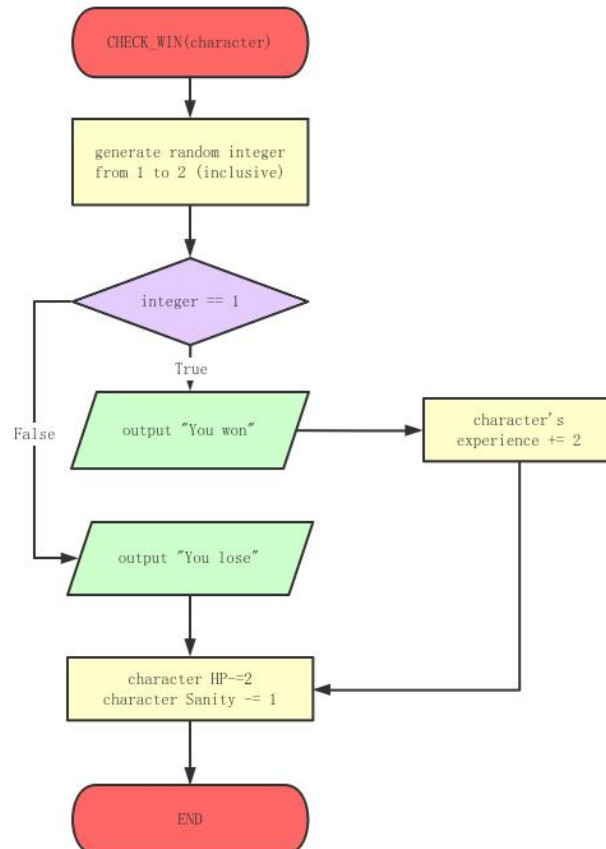 CHECK_WIN(character)
generate random integer
from 1 to 2 (inclusive)
integer == 1
True
False
output "You won"
character's
experience += 2
output "You lose"
character HP-=2
character Sanity -= 1
END